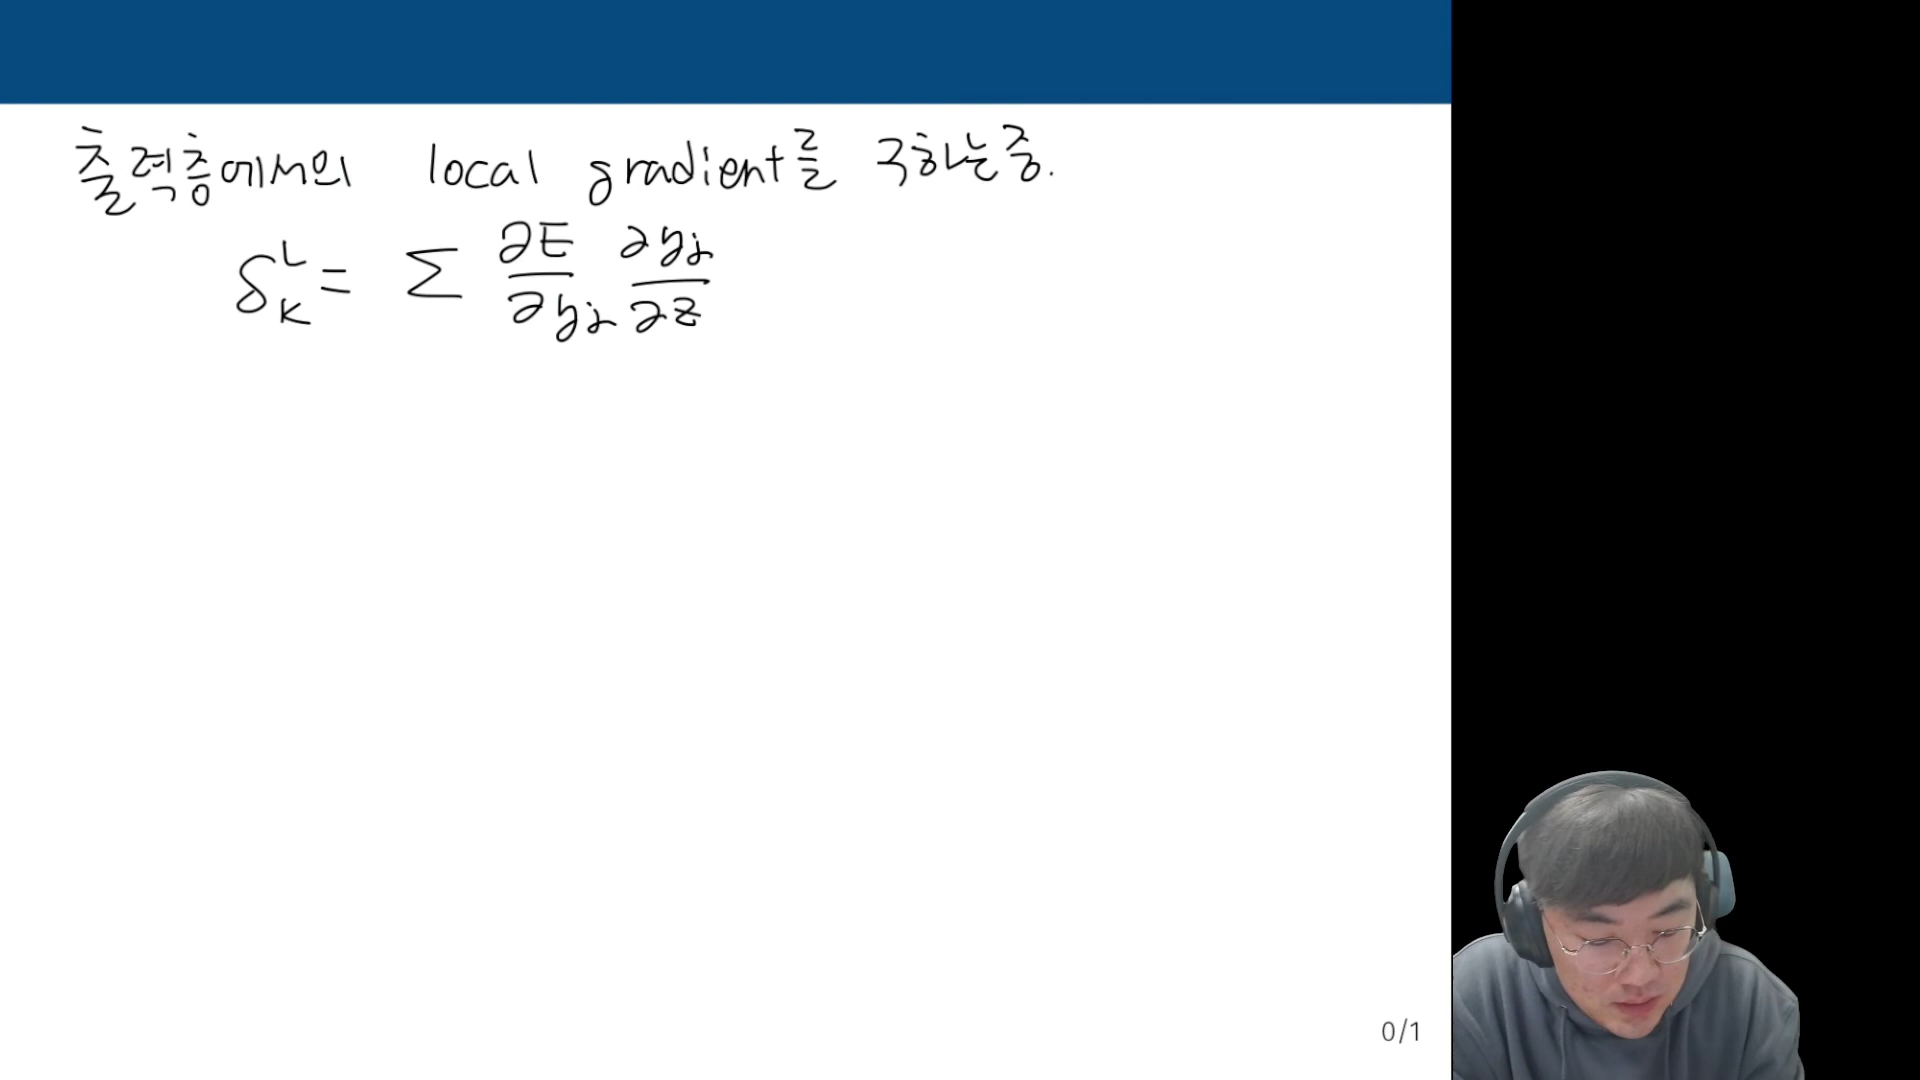 출력층에서의 local gradient를 구하는중.
δ_K^L = Σ ∂E/∂y_j ∂y_j/∂z
0/1